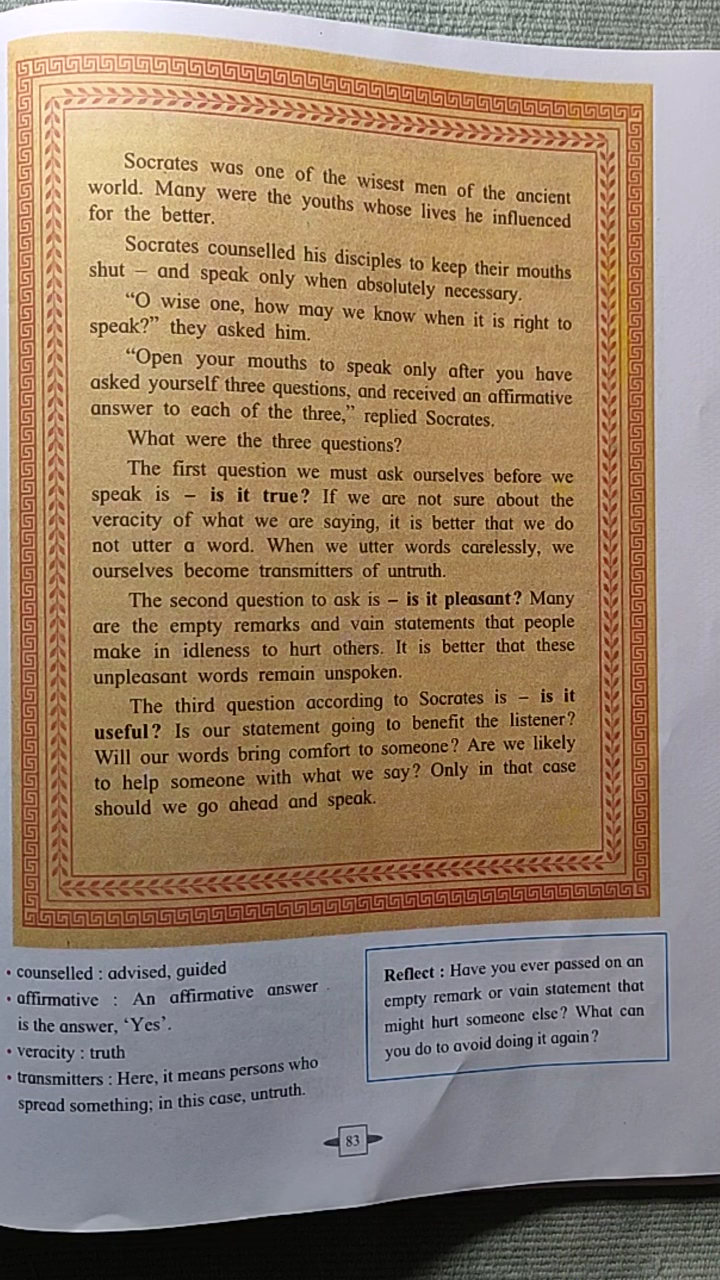 Socrates was one of the wisest men of the ancient
world. Many were the youths whose lives he influenced
for the better.
Socrates counselled his disciples to keep their mouths
shut – and speak only when absolutely necessary.
“O wise one, how may we know when it is right to
speak?” they asked him.
“Open your mouths to speak only after you have
asked yourself three questions, and received an affirmative
answer to each of the three,” replied Socrates.
What were the three questions?
The first question we must ask ourselves before we
speak is – is it true? If we are not sure about the
veracity of what we are saying, it is better that we do
not utter a word. When we utter words carelessly, we
ourselves become transmitters of untruth.
The second question to ask is – is it pleasant? Many
are the empty remarks and vain statements that people
make in idleness to hurt others. It is better that these
unpleasant words remain unspoken.
The third question according to Socrates is – is it
useful? Is our statement going to benefit the listener?
Will our words bring comfort to someone? Are we likely
to help someone with what we say? Only in that case
should we go ahead and speak.
• counselled : advised, guided
• affirmative : An affirmative answer
is the answer, ‘Yes’.
• veracity : truth
• transmitters : Here, it means persons who
spread something; in this case, untruth.
Reflect : Have you ever passed on an
empty remark or vain statement that
might hurt someone else? What can
you do to avoid doing it again?
83